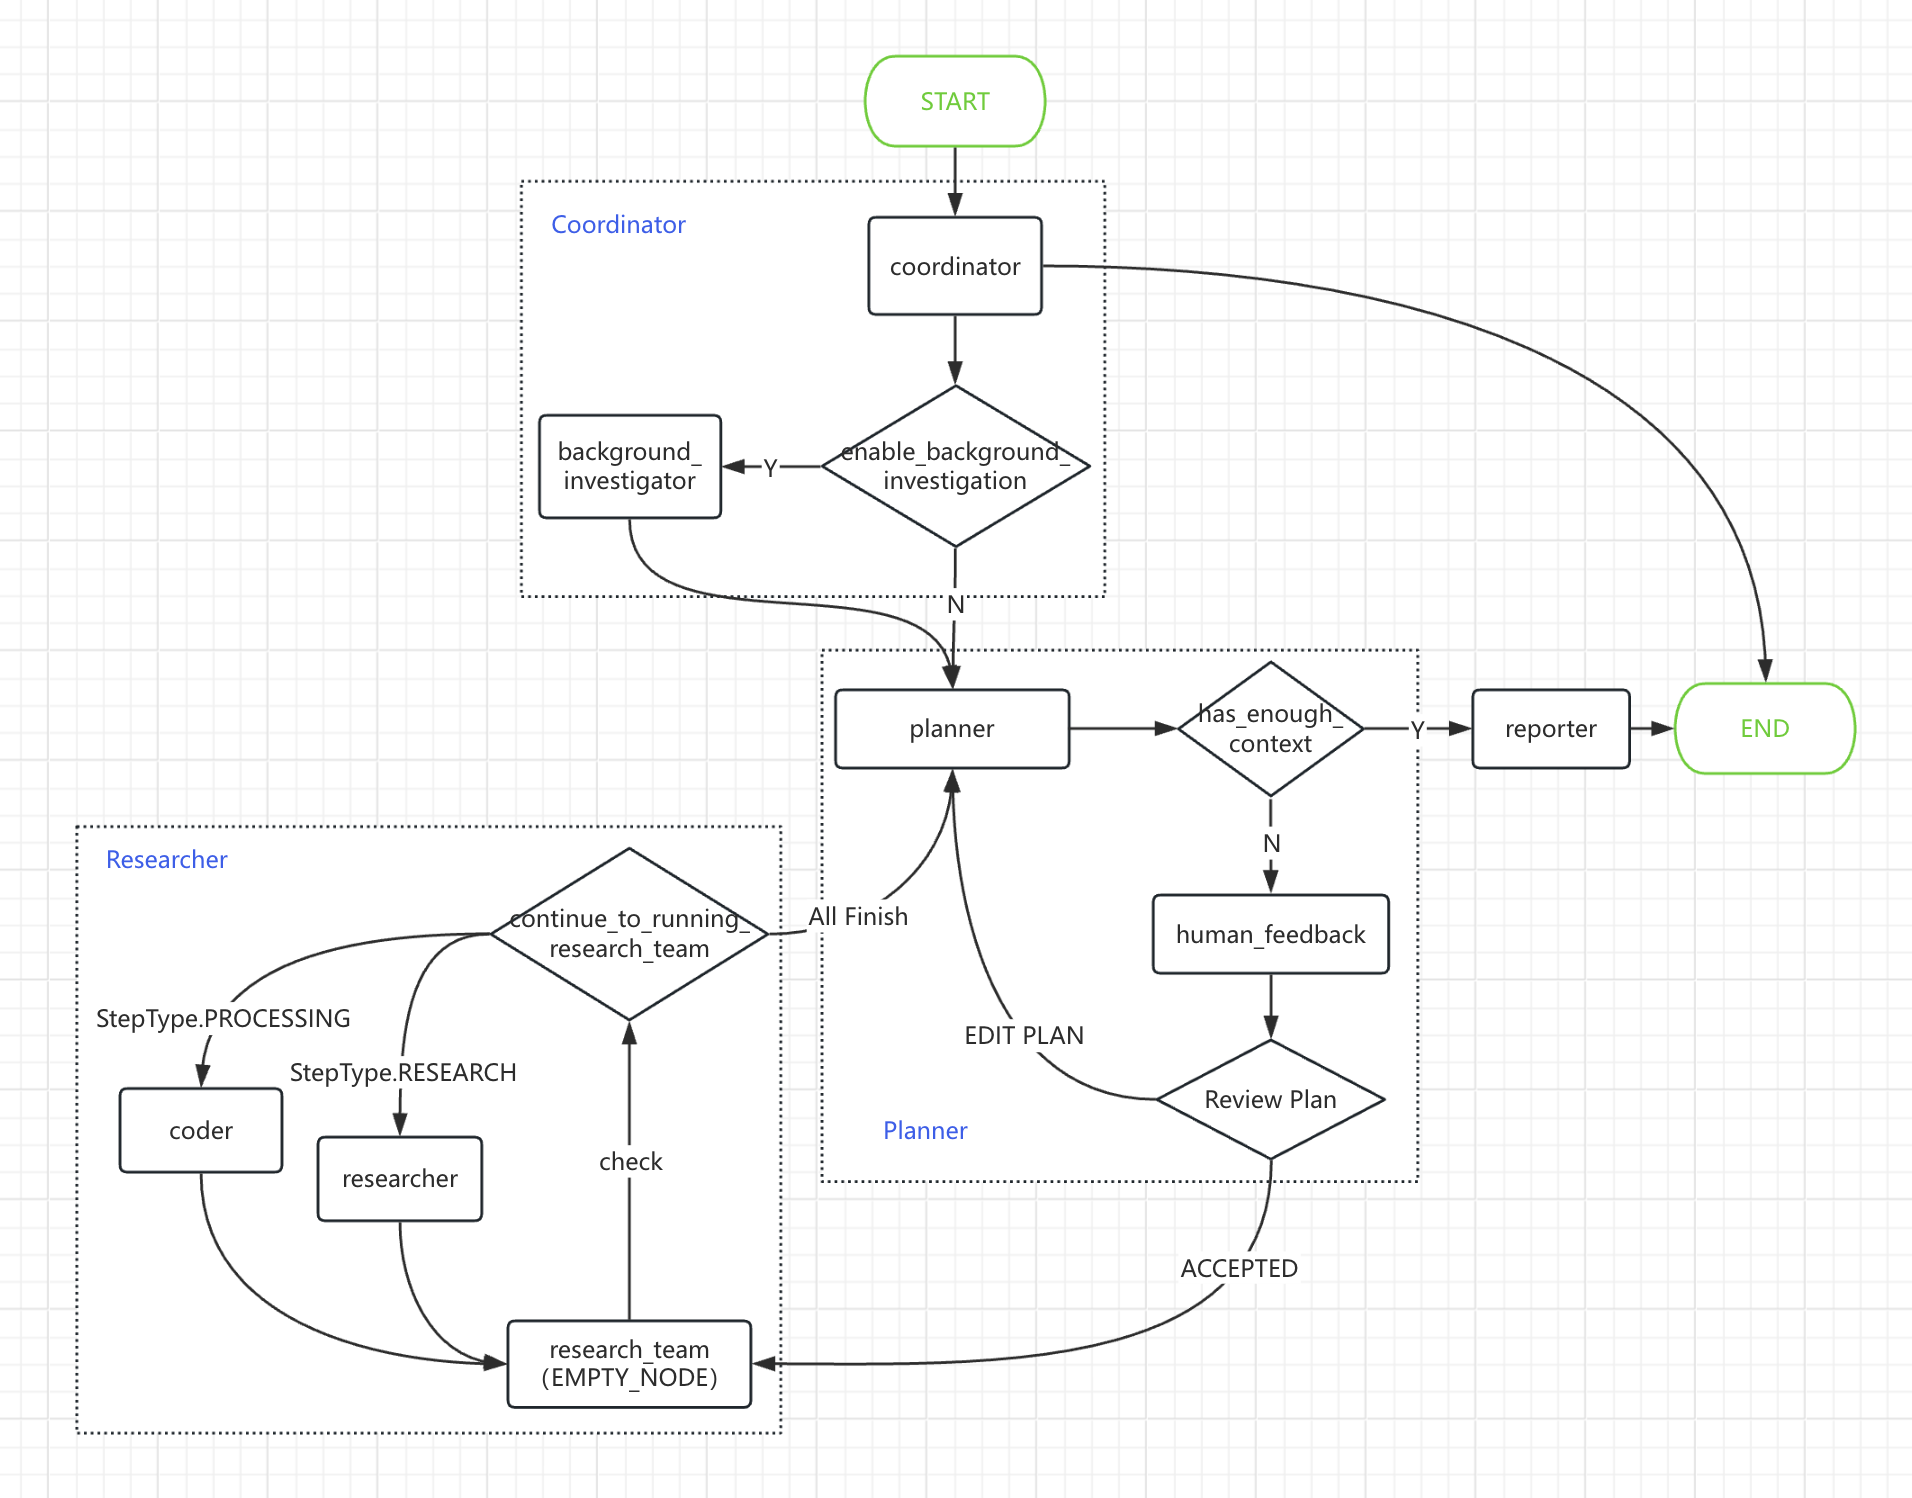 START
Coordinator
coordinator
background_
investigator
Y
enable_background_
investigation
N
planner
has_enough_
context
Y
reporter
END
N
human_feedback
EDIT PLAN
Review Plan
Planner
ACCEPTED
Researcher
continue_to_running_
research_team
All Finish
StepType.PROCESSING
StepType.RESEARCH
coder
researcher
check
research_team
(EMPTY_NODE)